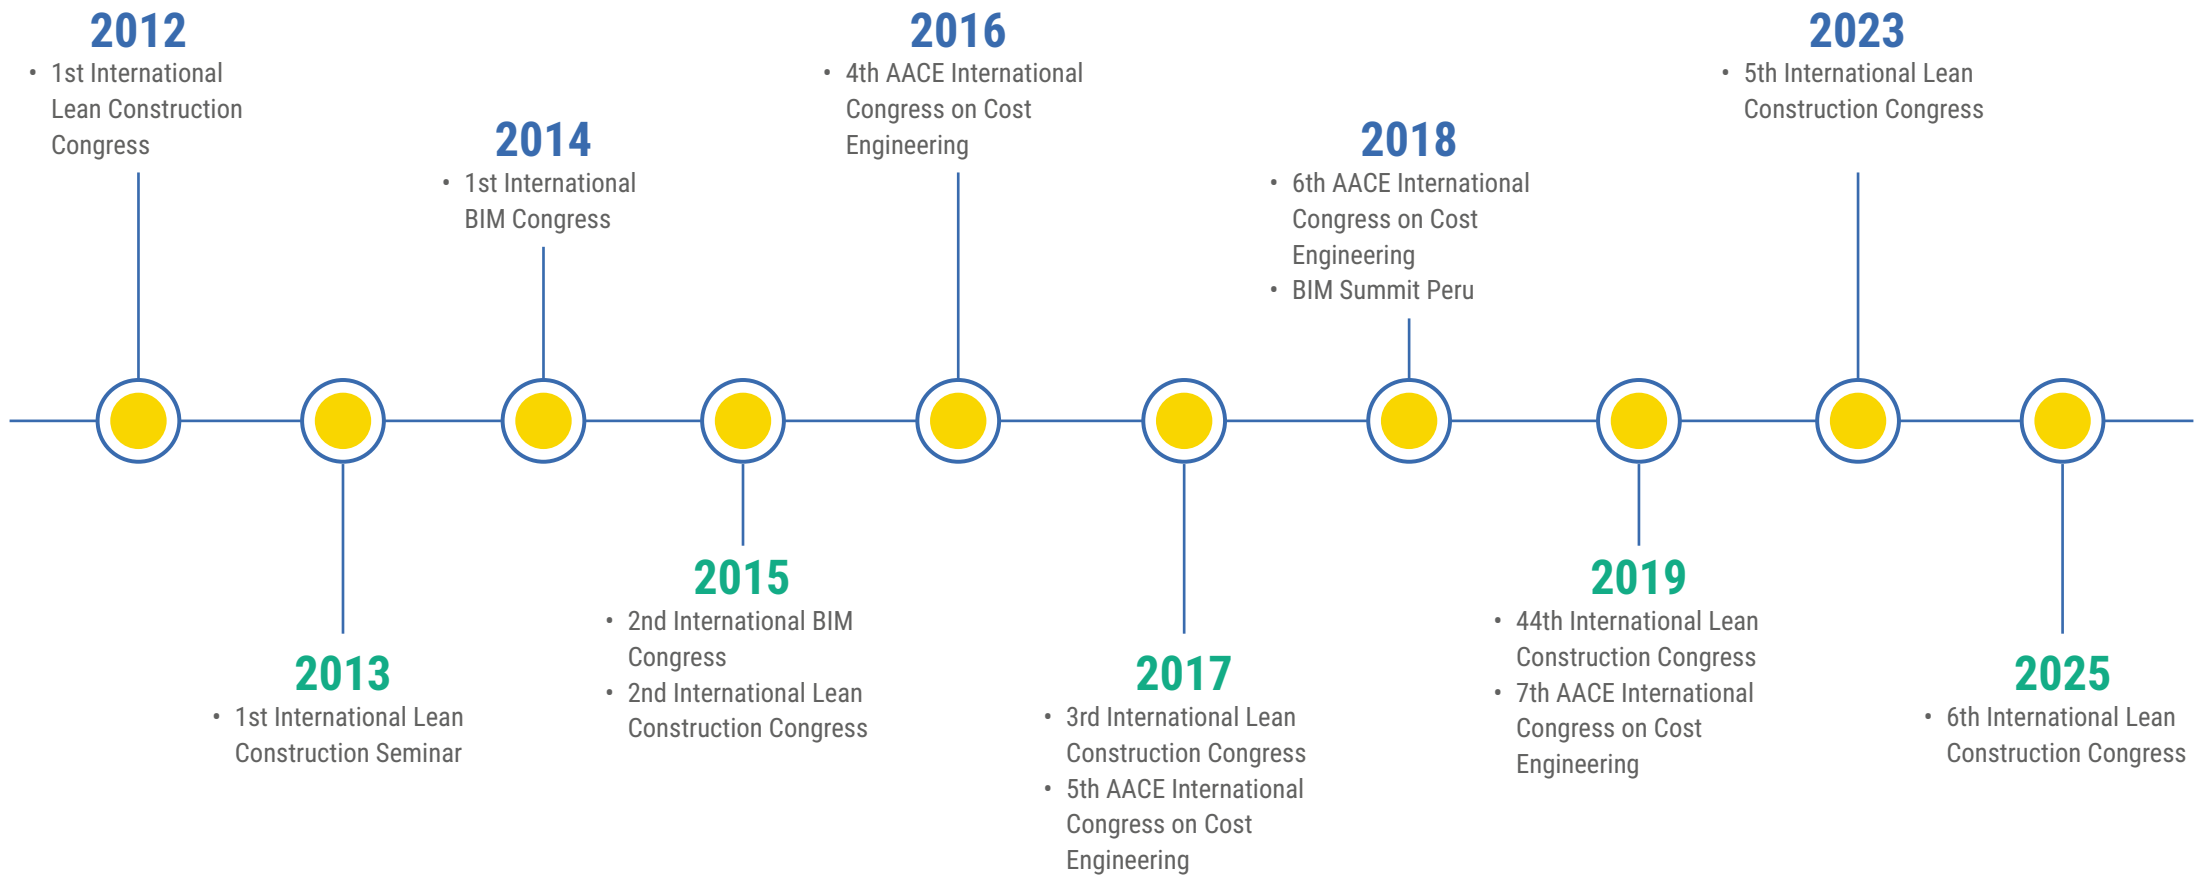 2012
• 1st International
Lean Construction
Congress
2013
• 1st International Lean
Construction Seminar
2014
• 1st International
BIM Congress
2015
• 2nd International BIM
Congress
• 2nd International Lean
Construction Congress
2016
• 4th AACE International
Congress on Cost
Engineering
2017
• 3rd International Lean
Construction Congress
• 5th AACE International
Congress on Cost
Engineering
2018
• 6th AACE International
Congress on Cost
Engineering
• BIM Summit Peru
2019
• 44th International Lean
Construction Congress
• 7th AACE International
Congress on Cost
Engineering
2023
• 5th International Lean
Construction Congress
2025
• 6th International Lean
Construction Congress